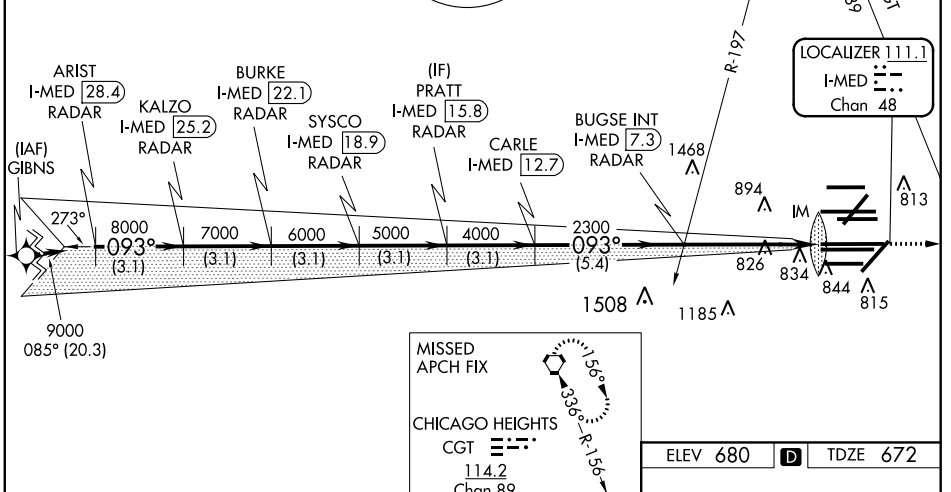 R-197
39
GT
LOCALIZER 111.1
I-MED
Chan 48
ARIST
I-MED 28.4
RADAR
KALZO
I-MED 25.2
RADAR
BURKE
I-MED 22.1
RADAR
SYSCO
I-MED 18.9
RADAR
(IF)
PRATT
I-MED 15.8
RADAR
CARLE
I-MED 12.7
BUGSE INT
I-MED 7.3
RADAR
(IAF)
GIBNS
1468
894
IM
813
273°
8000
7000
6000
5000
4000
2300
093°
093°
(3.1)
(3.1)
(3.1)
(3.1)
(3.1)
(5.4)
826
834
844
815
1508
1185
9000
085° (20.3)
MISSED
APCH FIX
156°
336°
R-156
CHICAGO HEIGHTS
CGT
114.2
Chan 89
ELEV 680
D
TDZE 672